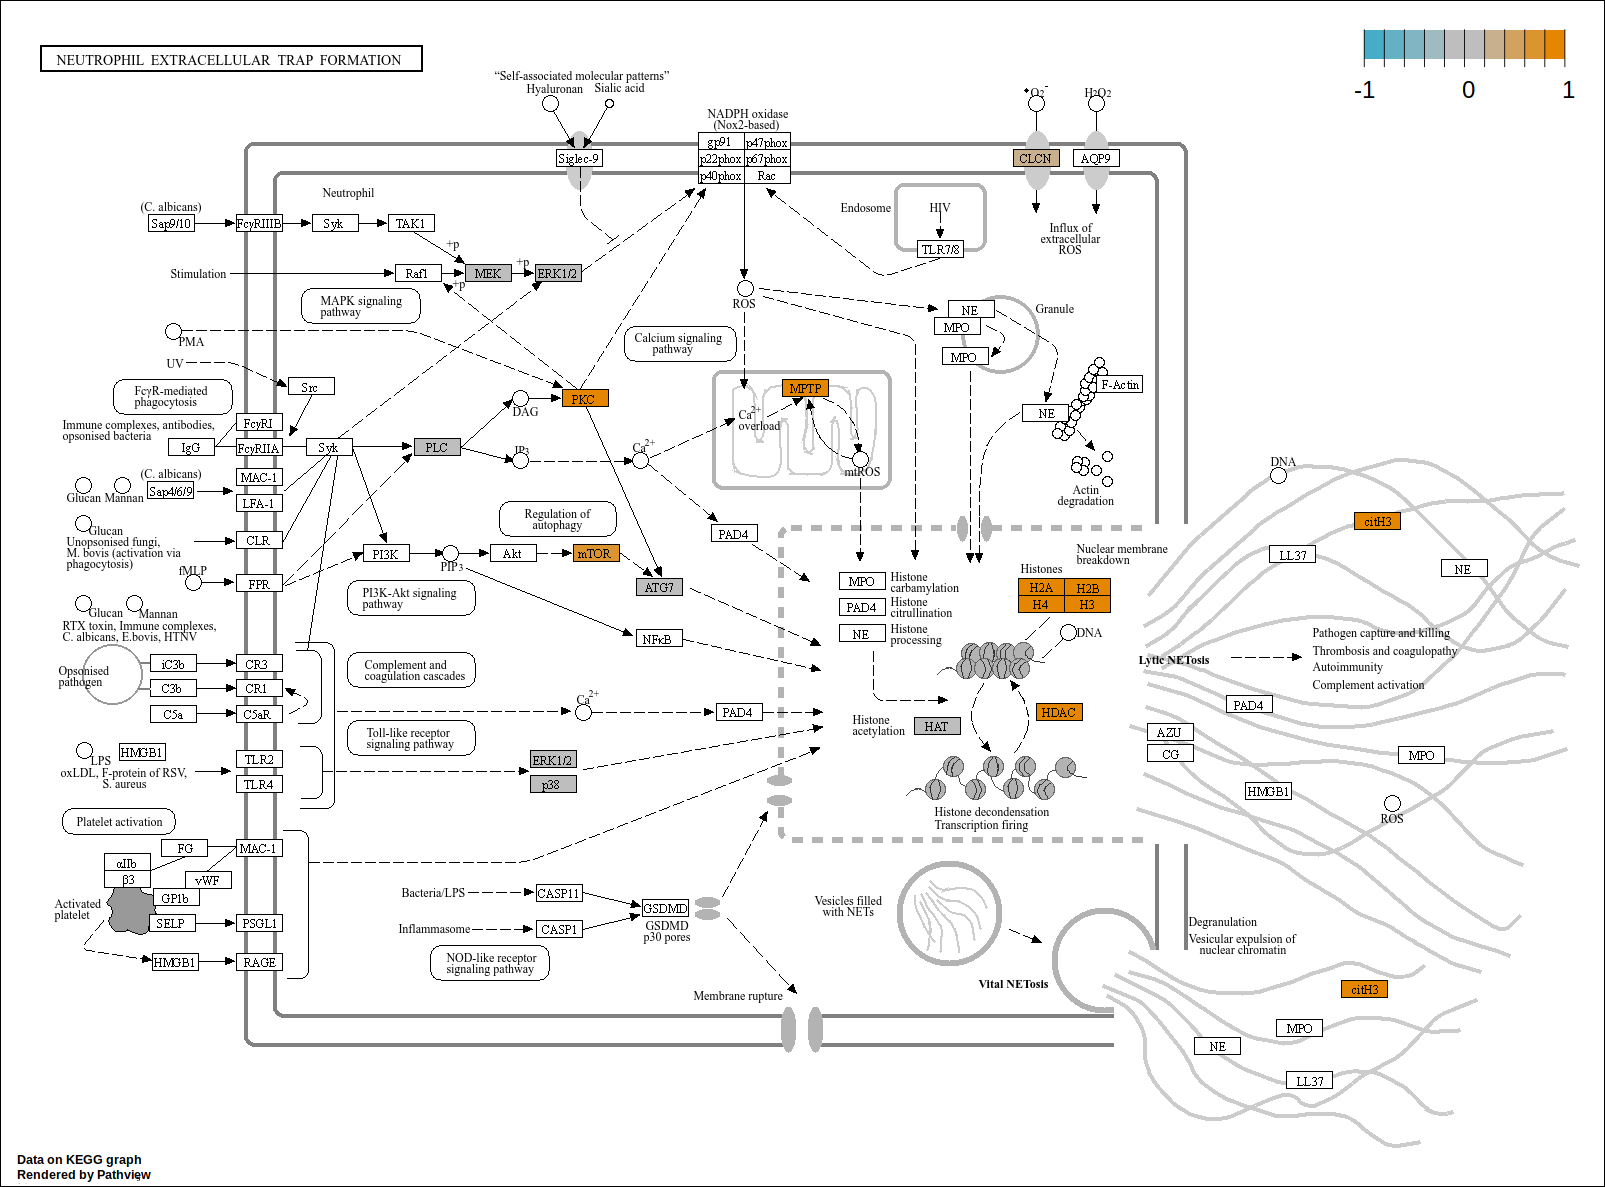 NEUTROPHIL EXTRACELLULAR TRAP FORMATION
-1
0
1
“Self-associated molecular patterns”
Hyaluronan
Sialic acid
Siglec-9
NADPH oxidase
(Nox2-based)
gp91
p47phox
p22phox
p67phox
p40phox
Rac
•O2-
H2O2
CLCN
AQP9
Influx of
extracellular
ROS
Neutrophil
(C. albicans)
Sap9/10
FcγRIIIB
Syk
TAK1
+p
Stimulation
Raf1
MEK
+p
ERK1/2
+p
MAPK signaling
pathway
Endosome
HIV
TLR7/8
ROS
Calcium signaling
pathway
NE
MPO
MPO
Granule
F-Actin
NE
Actin
degradation
PMA
UV
Src
FcγR-mediated
phagocytosis
Immune complexes, antibodies,
opsonised bacteria
FcγRI
IgG
FcγRIIA
Syk
PLC
DAG
PKC
IP3
Ca2+
MPTP
Ca2+
overload
mtROS
(C. albicans)
MAC-1
Glucan
Mannan
Sap4/6/9
LFA-1
Glucan
Unopsonised fungi,
M. bovis (activation via
phagocytosis)
CLR
fMLP
FPR
Glucan
Mannan
RTX toxin, Immune complexes,
C. albicans, E.bovis, HTNV
Regulation of
autophagy
PI3K
PIP3
Akt
mTOR
ATG7
PAD4
PI3K-Akt signaling
pathway
NFκB
Nuclear membrane
breakdown
Histones
H2A
H2B
H4
H3
DNA
MPO
Histone
carbamylation
PAD4
Histone
citrullination
NE
Histone
processing
Opsonised
pathogen
iC3b
CR3
C3b
CR1
C5a
C5aR
Complement and
coagulation cascades
Ca2+
PAD4
Histone
acetylation
HAT
HDAC
Toll-like receptor
signaling pathway
LPS
HMGB1
oxLDL, F-protein of RSV,
S. aureus
TLR2
TLR4
ERK1/2
p38
Histone decondensation
Transcription firing
Platelet activation
FG
MAC-1
αIIb
β3
vWF
GP1b
Activated
platelet
SELP
PSGL1
HMGB1
RAGE
Bacteria/LPS
CASP11
Inflammasome
CASP1
GSDMD
GSDMD
p30 pores
NOD-like receptor
signaling pathway
Membrane rupture
Vesicles filled
with NETs
Vital NETosis
Degranulation
Vesicular expulsion of
nuclear chromatin
DNA
citH3
LL37
NE
Lytic NETosis
Pathogen capture and killing
Thrombosis and coagulopathy
Autoimmunity
Complement activation
PAD4
AZU
CG
MPO
HMGB1
ROS
citH3
MPO
NE
LL37
Data on KEGG graph
Rendered by Pathview